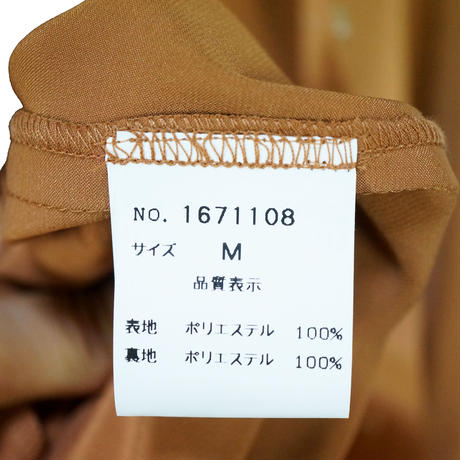 NO. 1671108
サイズ M
品質表示
表地 ポリエステル 100%
裏地 ポリエステル 100%